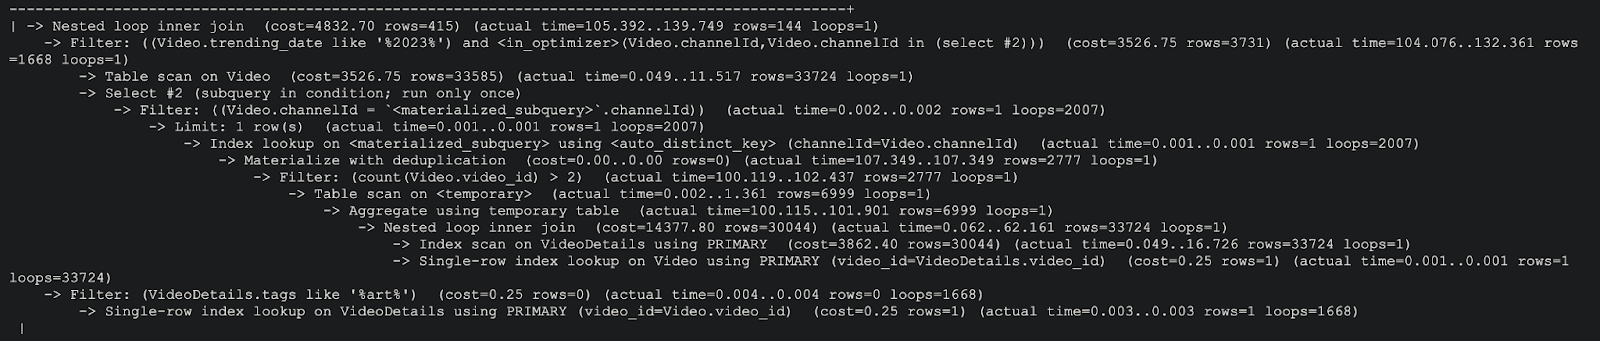 --------------------------------------------------------------------------------------------------+
| -> Nested loop inner join  (cost=4832.70 rows=415) (actual time=105.392..139.749 rows=144 loops=1)
    -> Filter: ((Video.trending_date like '%2023%') and <in_optimizer>(Video.channelId,Video.channelId in (select #2)))  (cost=3526.75 rows=3731) (actual time=104.076..132.361 rows
=1668 loops=1)
        -> Table scan on Video  (cost=3526.75 rows=33585) (actual time=0.049..11.517 rows=33724 loops=1)
        -> Select #2 (subquery in condition; run only once)
            -> Filter: ((Video.channelId = `<materialized_subquery>`.channelId))  (actual time=0.002..0.002 rows=1 loops=2007)
                -> Limit: 1 row(s)  (actual time=0.001..0.001 rows=1 loops=2007)
                    -> Index lookup on <materialized_subquery> using <auto_distinct_key> (channelId=Video.channelId)  (actual time=0.001..0.001 rows=1 loops=2007)
                        -> Materialize with deduplication  (cost=0.00..0.00 rows=0) (actual time=107.349..107.349 rows=2777 loops=1)
                            -> Filter: (count(Video.video_id) > 2)  (actual time=100.119..102.437 rows=2777 loops=1)
                                -> Table scan on <temporary>  (actual time=0.002..1.361 rows=6999 loops=1)
                                    -> Aggregate using temporary table  (actual time=100.115..101.901 rows=6999 loops=1)
                                        -> Nested loop inner join  (cost=14377.80 rows=30044) (actual time=0.062..62.161 rows=33724 loops=1)
                                            -> Index scan on VideoDetails using PRIMARY  (cost=3862.40 rows=30044) (actual time=0.049..16.726 rows=33724 loops=1)
                                            -> Single-row index lookup on Video using PRIMARY (video_id=VideoDetails.video_id)  (cost=0.25 rows=1) (actual time=0.001..0.001 rows=1
loops=33724)
    -> Filter: (VideoDetails.tags like '%art%')  (cost=0.25 rows=0) (actual time=0.004..0.004 rows=0 loops=1668)
        -> Single-row index lookup on VideoDetails using PRIMARY (video_id=Video.video_id)  (cost=0.25 rows=1) (actual time=0.003..0.003 rows=1 loops=1668)
 |